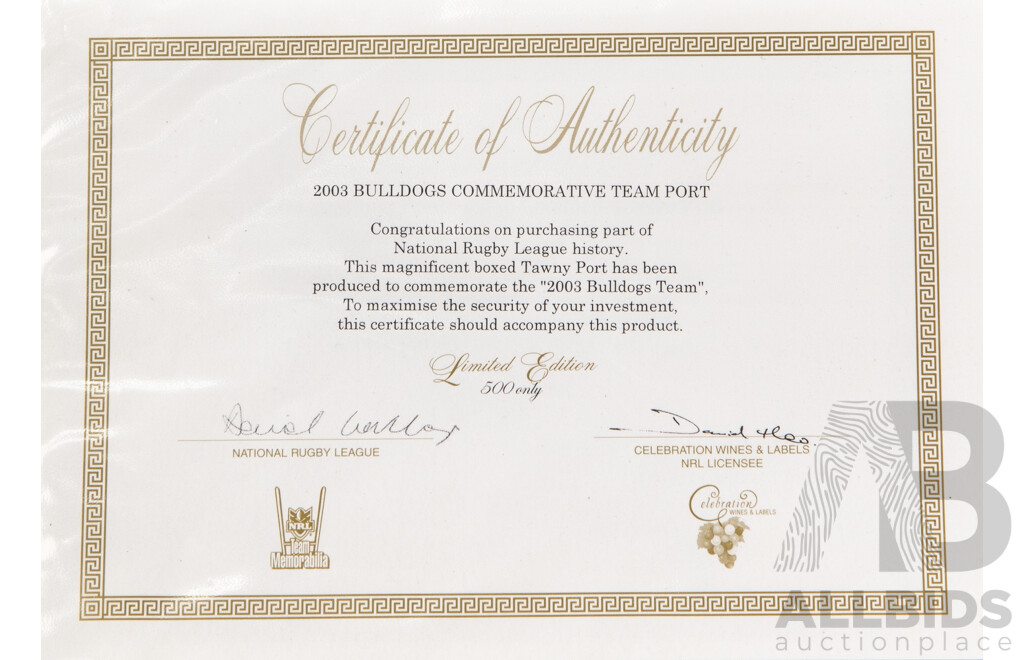 Certificate of Authenticity
2003 BULLDOGS COMMEMORATIVE TEAM PORT
Congratulations on purchasing part of
National Rugby League history.
This magnificent boxed Tawny Port has been
produced to commemorate the "2003 Bulldogs Team",
To maximise the security of your investment,
this certificate should accompany this product.
Limited Edition
500 only
NATIONAL RUGBY LEAGUE
David
CELEBRATION WINES & LABELS
NRL LICENSEE
NRL
Team
Memorabilia
Celebration
WINES & LABELS
AB
ALLBIDS
auctionplace